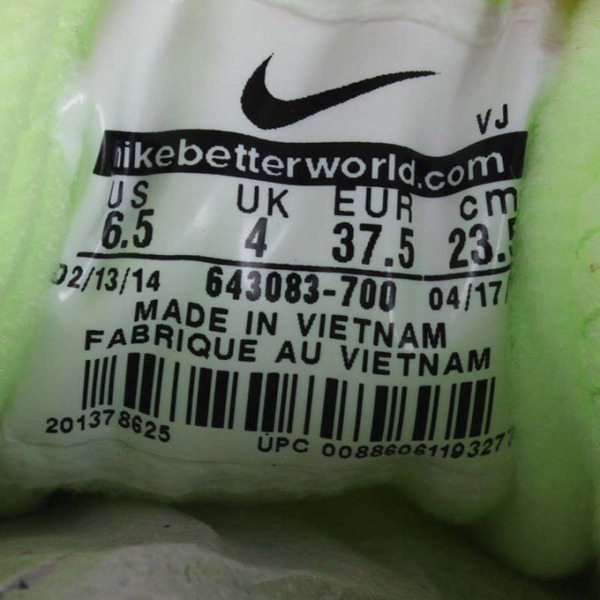 VJ
nikebetterworld.com
US UK EUR cm
6.5 4 37.5 23.5
02/13/14 643083-700 04/17/
MADE IN VIETNAM
FABRIQUE AU VIETNAM
201378625 UPC 00886061193277